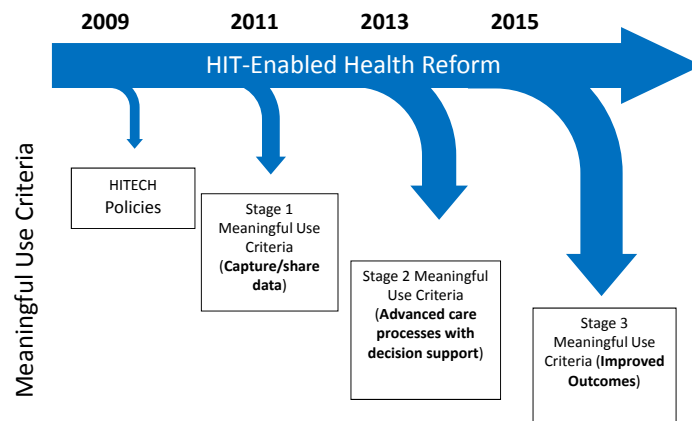 2009 2011 2013 2015
HIT-Enabled Health Reform
Meaningful Use Criteria
HITECH
Policies
Stage 1
Meaningful Use
Criteria
(Capture/share
data)
Stage 2 Meaningful
Use Criteria
(Advanced care
processes with
decision support)
Stage 3
Meaningful Use
Criteria (Improved
Outcomes)